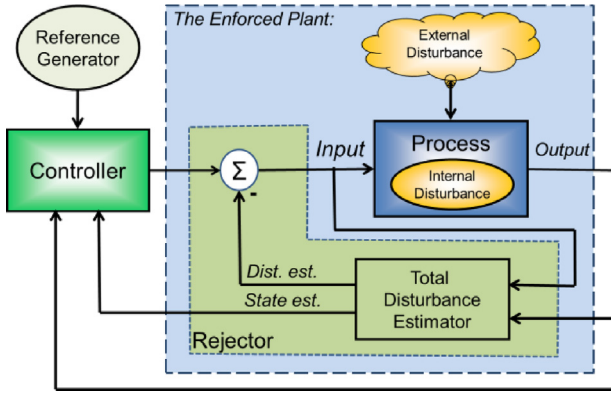 The Enforced Plant:
Reference
Generator
External
Disturbance
Controller
Σ
-
Input
Process
Internal
Disturbance
Output
Dist. est.
State est.
Total
Disturbance
Estimator
Rejector